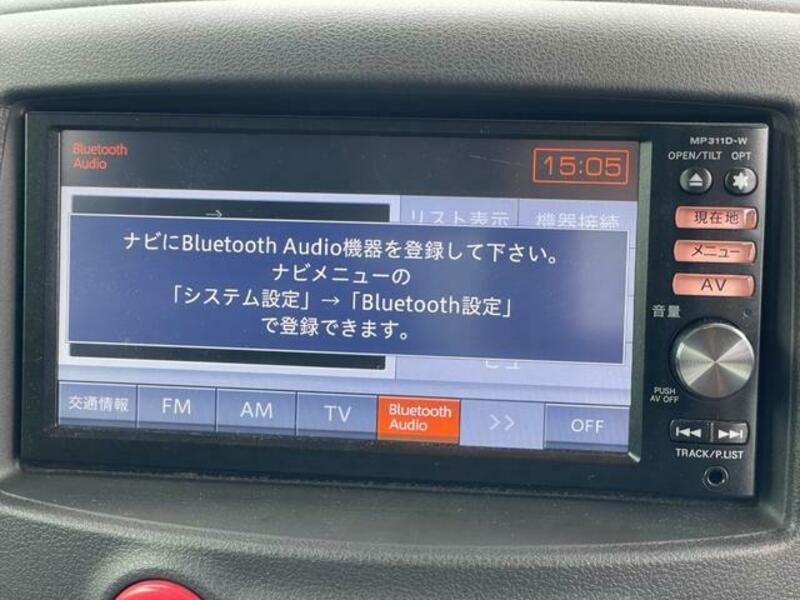 Bluetooth
Audio
15:05
リスト表示
機器接続
ナビにBluetooth Audio機器を登録して下さい。
ナビメニューの
「システム設定」→「Bluetooth設定」
で登録できます。
交通情報
FM
AM
TV
Bluetooth
Audio
>>
OFF
MP311D-W
OPEN/TILT OPT
現在地
メニュー
AV
音量
PUSH
AV OFF
TRACK/P.LIST